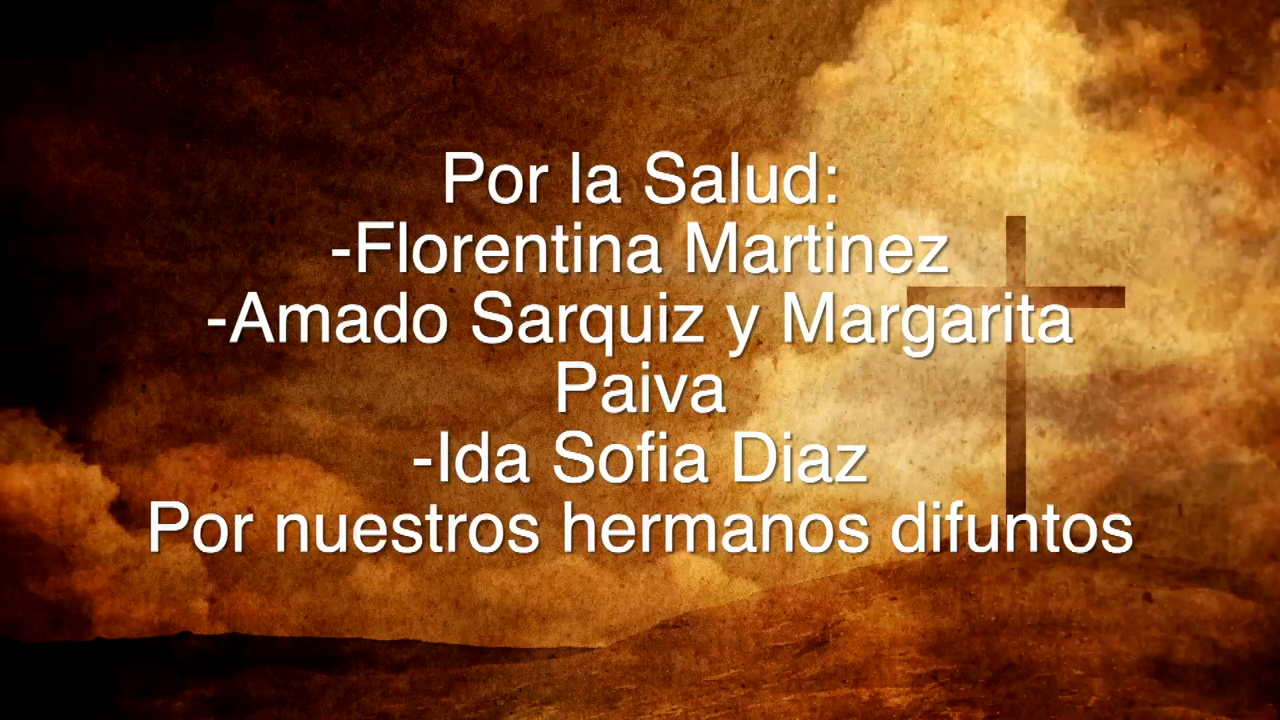 Por la Salud:
-Florentina Martinez
-Amado Sarquiz y Margarita
Paiva
-Ida Sofia Diaz
Por nuestros hermanos difuntos